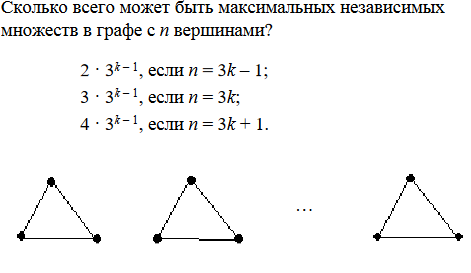 Сколько всего может быть максимальных независимых
множеств в графе с n вершинами?
2 · 3^{k – 1}, если n = 3k – 1;
3 · 3^{k – 1}, если n = 3k;
4 · 3^{k – 1}, если n = 3k + 1.
…